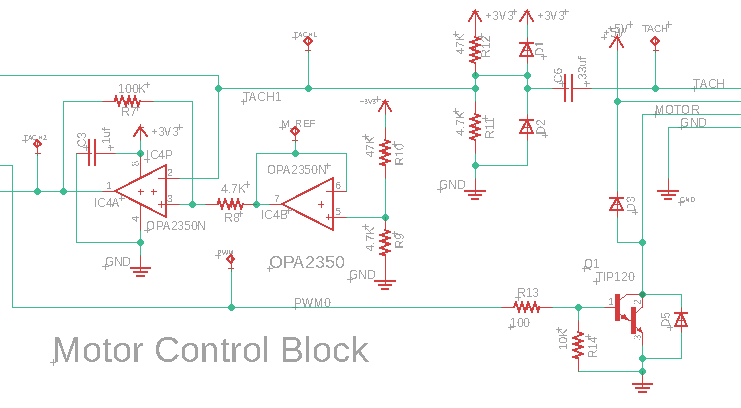 +3V3
+3V3
+5V
TACH
TACH1
47K
R12
D1
C6
.33uf
TACH
TACH1
100K
R7
MOTOR
GND
TACH2
C3
.1uf
+3V3
IC4P
8
2
1
3
IC4A
4
OPA2350N
GND
4.7K
R8
M_REF
OPA2350N
7
6
5
IC4B
+3V3
47K
R10
4.7K
R9
OPA2350
GND
4.7K
R11
D2
GND
D3
GND
PWM
PWM0
R13
100
Q1
TIP120
1
2
3
10K
R14
D5
Motor Control Block